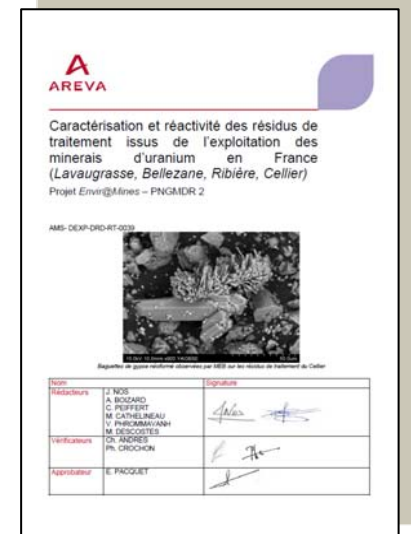 AREVA
Caractérisation et réactivité des résidus de
traitement issus de l'exploitation des
minerais d'uranium en France
(Lavaugrasse, Bellezane, Ribière, Cellier)
Projet Envir@Mines – PNGMDR 2
AMS- DEXP-DRD-RT-0039
Baguettes de gypse néoformé observées par MEB sur les résidus de traitement du Cellier
Nom Signature
Rédacteurs J. NOS
A. BOIZARD
C. PEIFFERT
M. CATHELINEAU
V. PHROMMAVANH
M. DESCOSTES
Vérificateurs Ch. ANDRES
Ph. CROCHON
Approbateur E. PACQUET